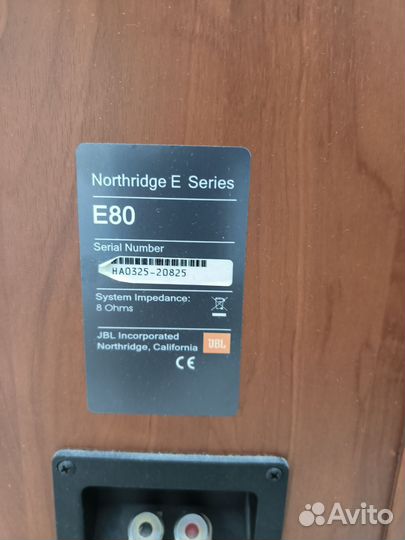 Northridge E Series
E80
Serial Number
HA0325-20825
System Impedance:
8 Ohms
JBL Incorporated
Northridge, California
JBL
CE
Avito